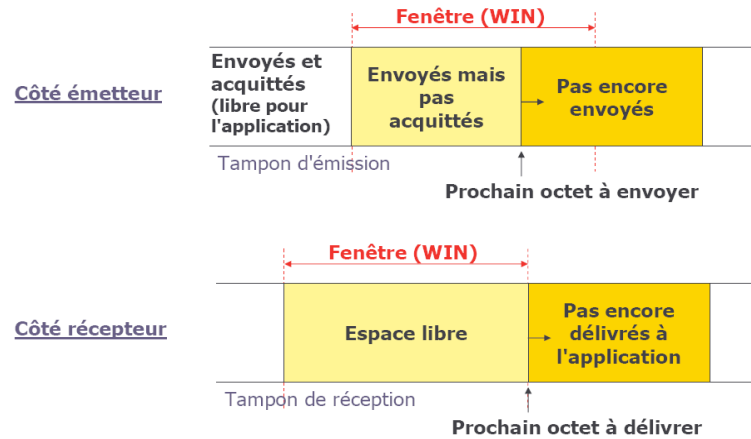 Fenêtre (WIN)
Côté émetteur
Envoyés et
acquittés
(libre pour
l'application)
Envoyés mais
pas
acquittés
Pas encore
envoyés
Tampon d'émission
Prochain octet à envoyer
Fenêtre (WIN)
Côté récepteur
Espace libre
Pas encore
délivrés à
l'application
Tampon de réception
Prochain octet à délivrer